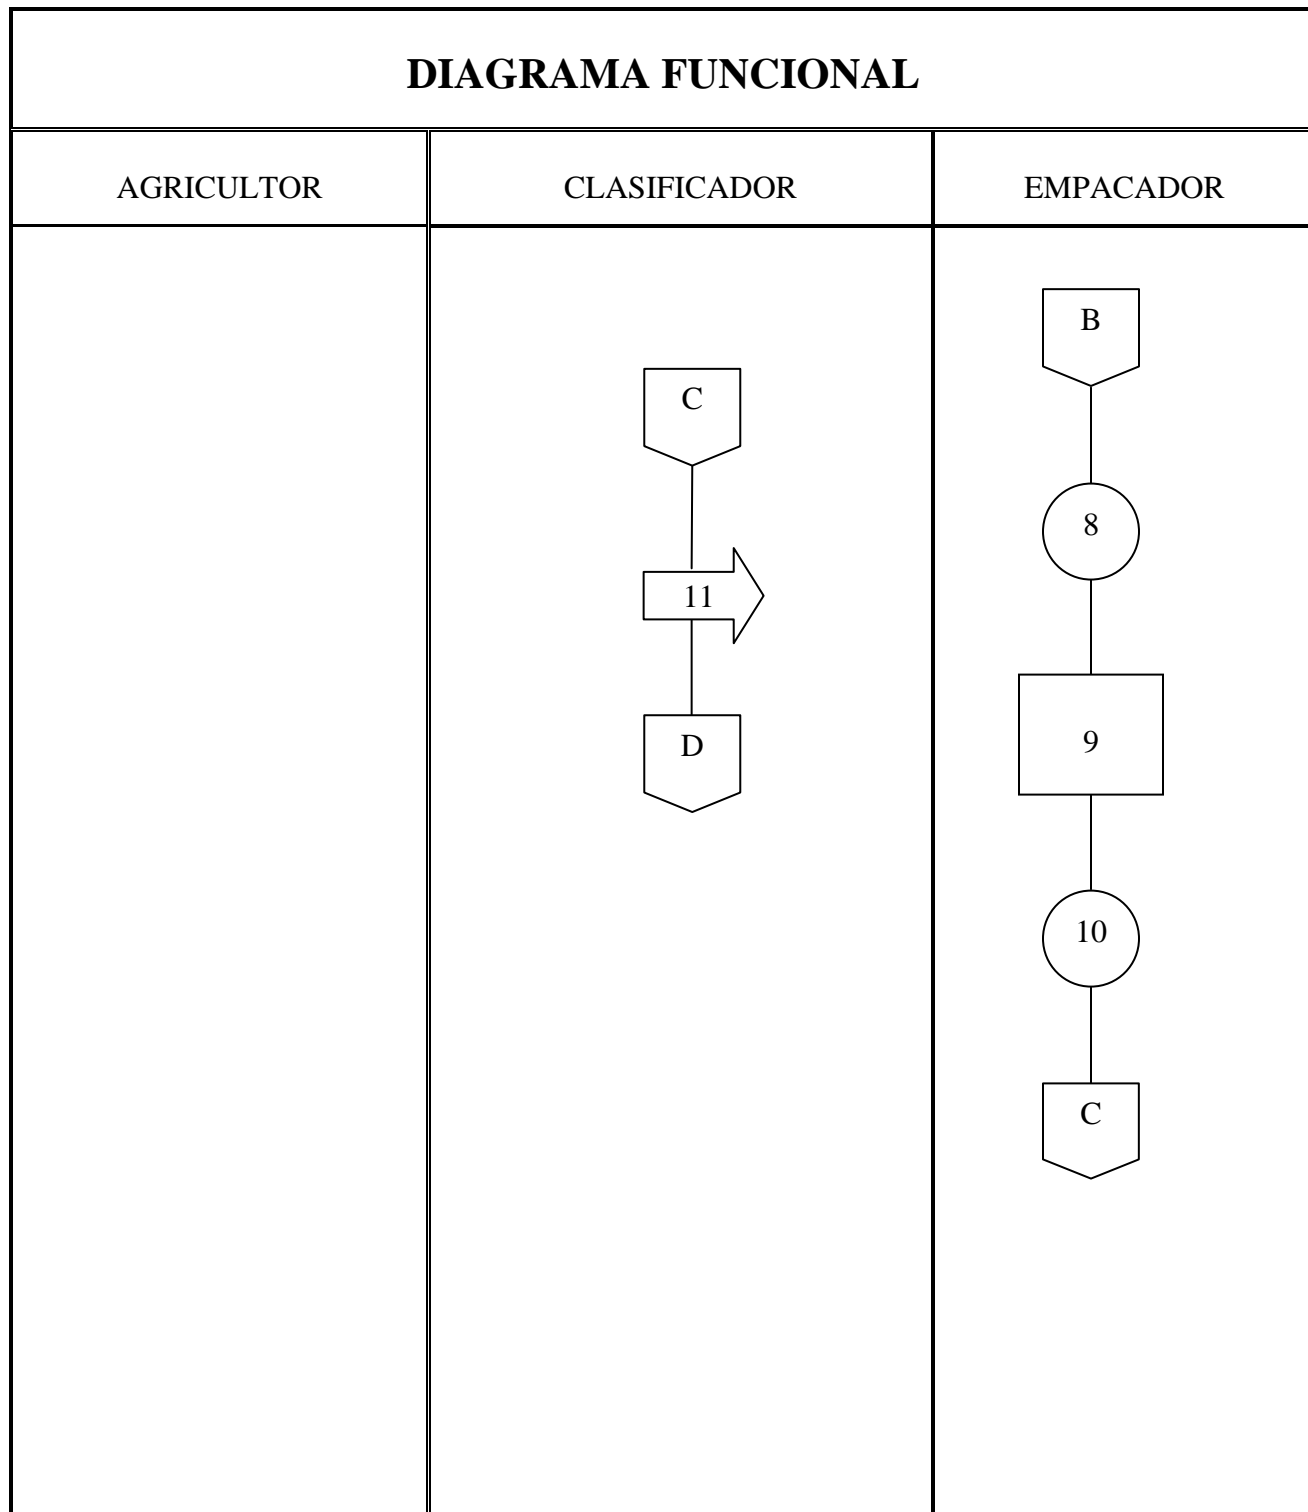 DIAGRAMA FUNCIONAL
AGRICULTOR
CLASIFICADOR
EMPACADOR
C
11
D
B
8
9
10
C